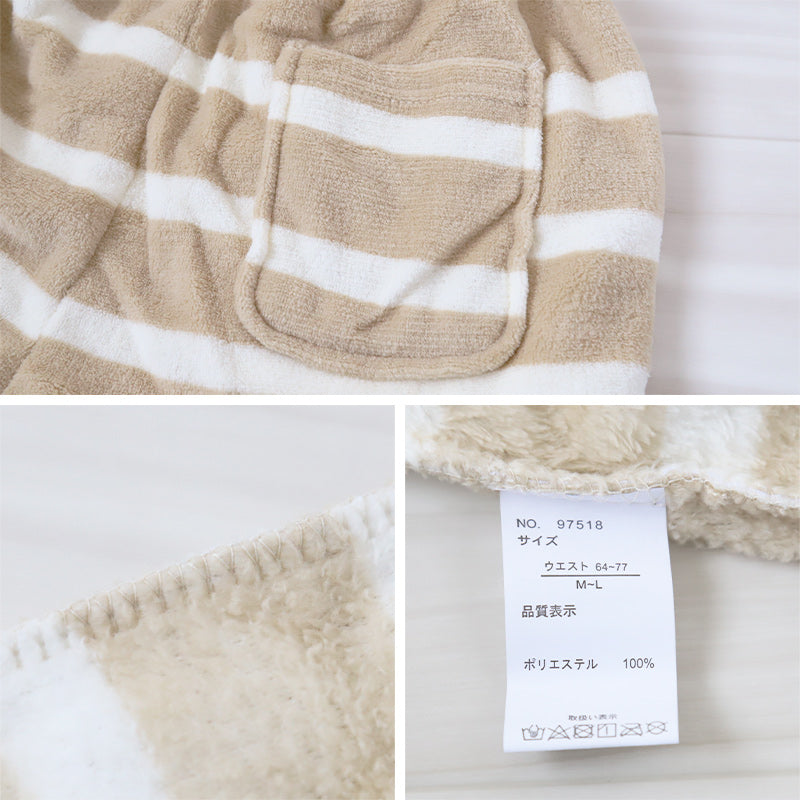 NO. 97518
サイズ
ウエスト 64~77
M~L
品質表示
ポリエステル 100%
取扱い表示